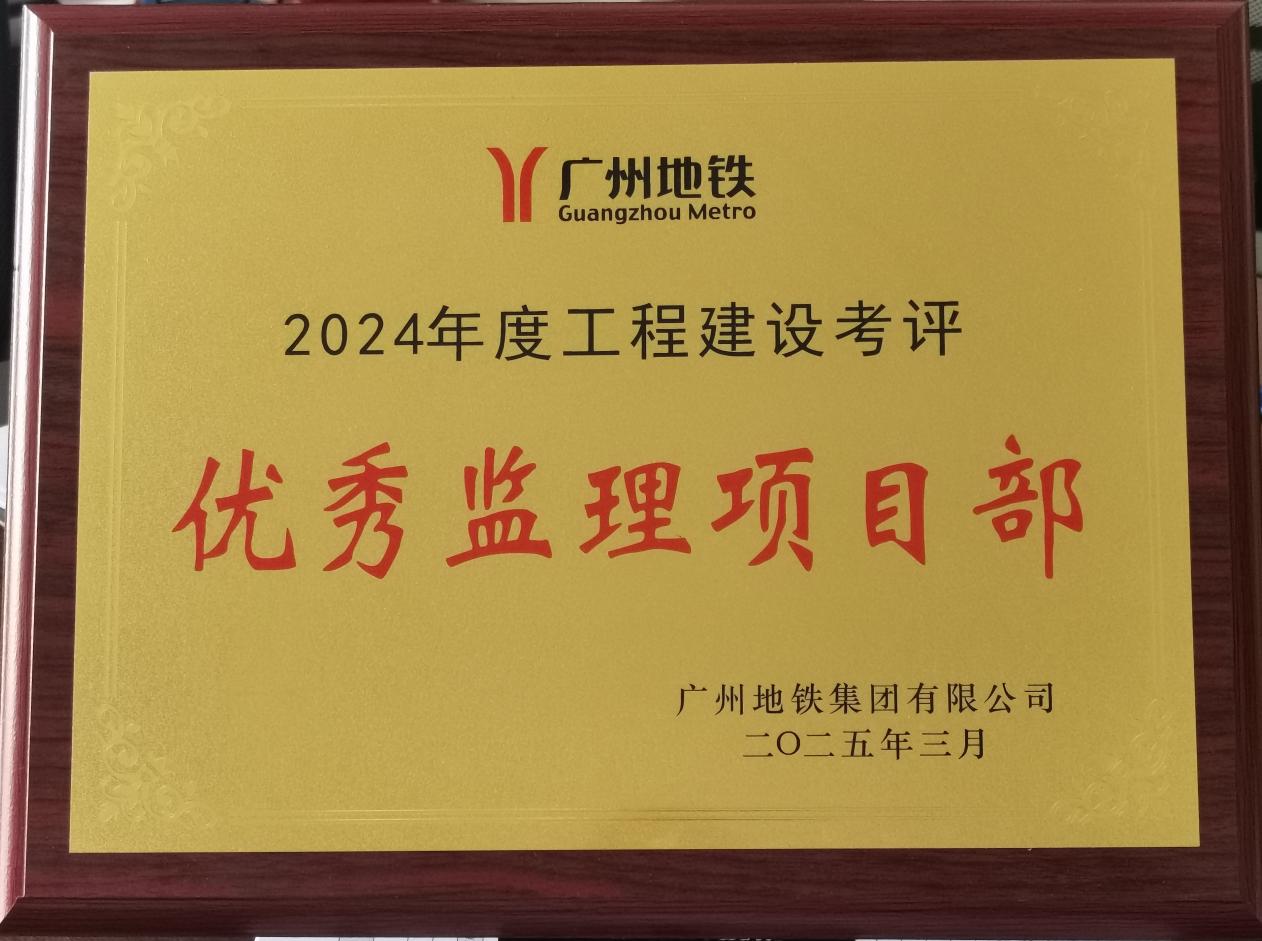 广州地铁
Guangzhou Metro
2024年度工程建设考评
优秀监理项目部
广州地铁集团有限公司
二〇二五年三月